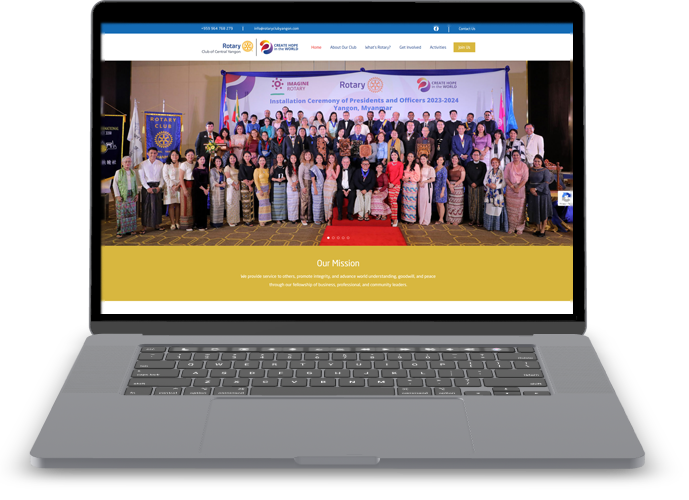 +959 964 768 279
info@rotaryclubyangon.com
Contact Us
Rotary
Club of Central Yangon
CREATE HOPE
in the WORLD
Home
About Our Club
What's Rotary?
Get Involved
Activities
Join Us
IMAGINE
ROTARY
Rotary
CREATE HOPE
in the WORLD
Installation Ceremony of Presidents and Officers 2023-2024
Yangon, Myanmar
ROTARY
CLUB
Our Mission
We provide service to others, promote integrity, and advance world understanding, goodwill, and peace
through our fellowship of business, professional, and community leaders.